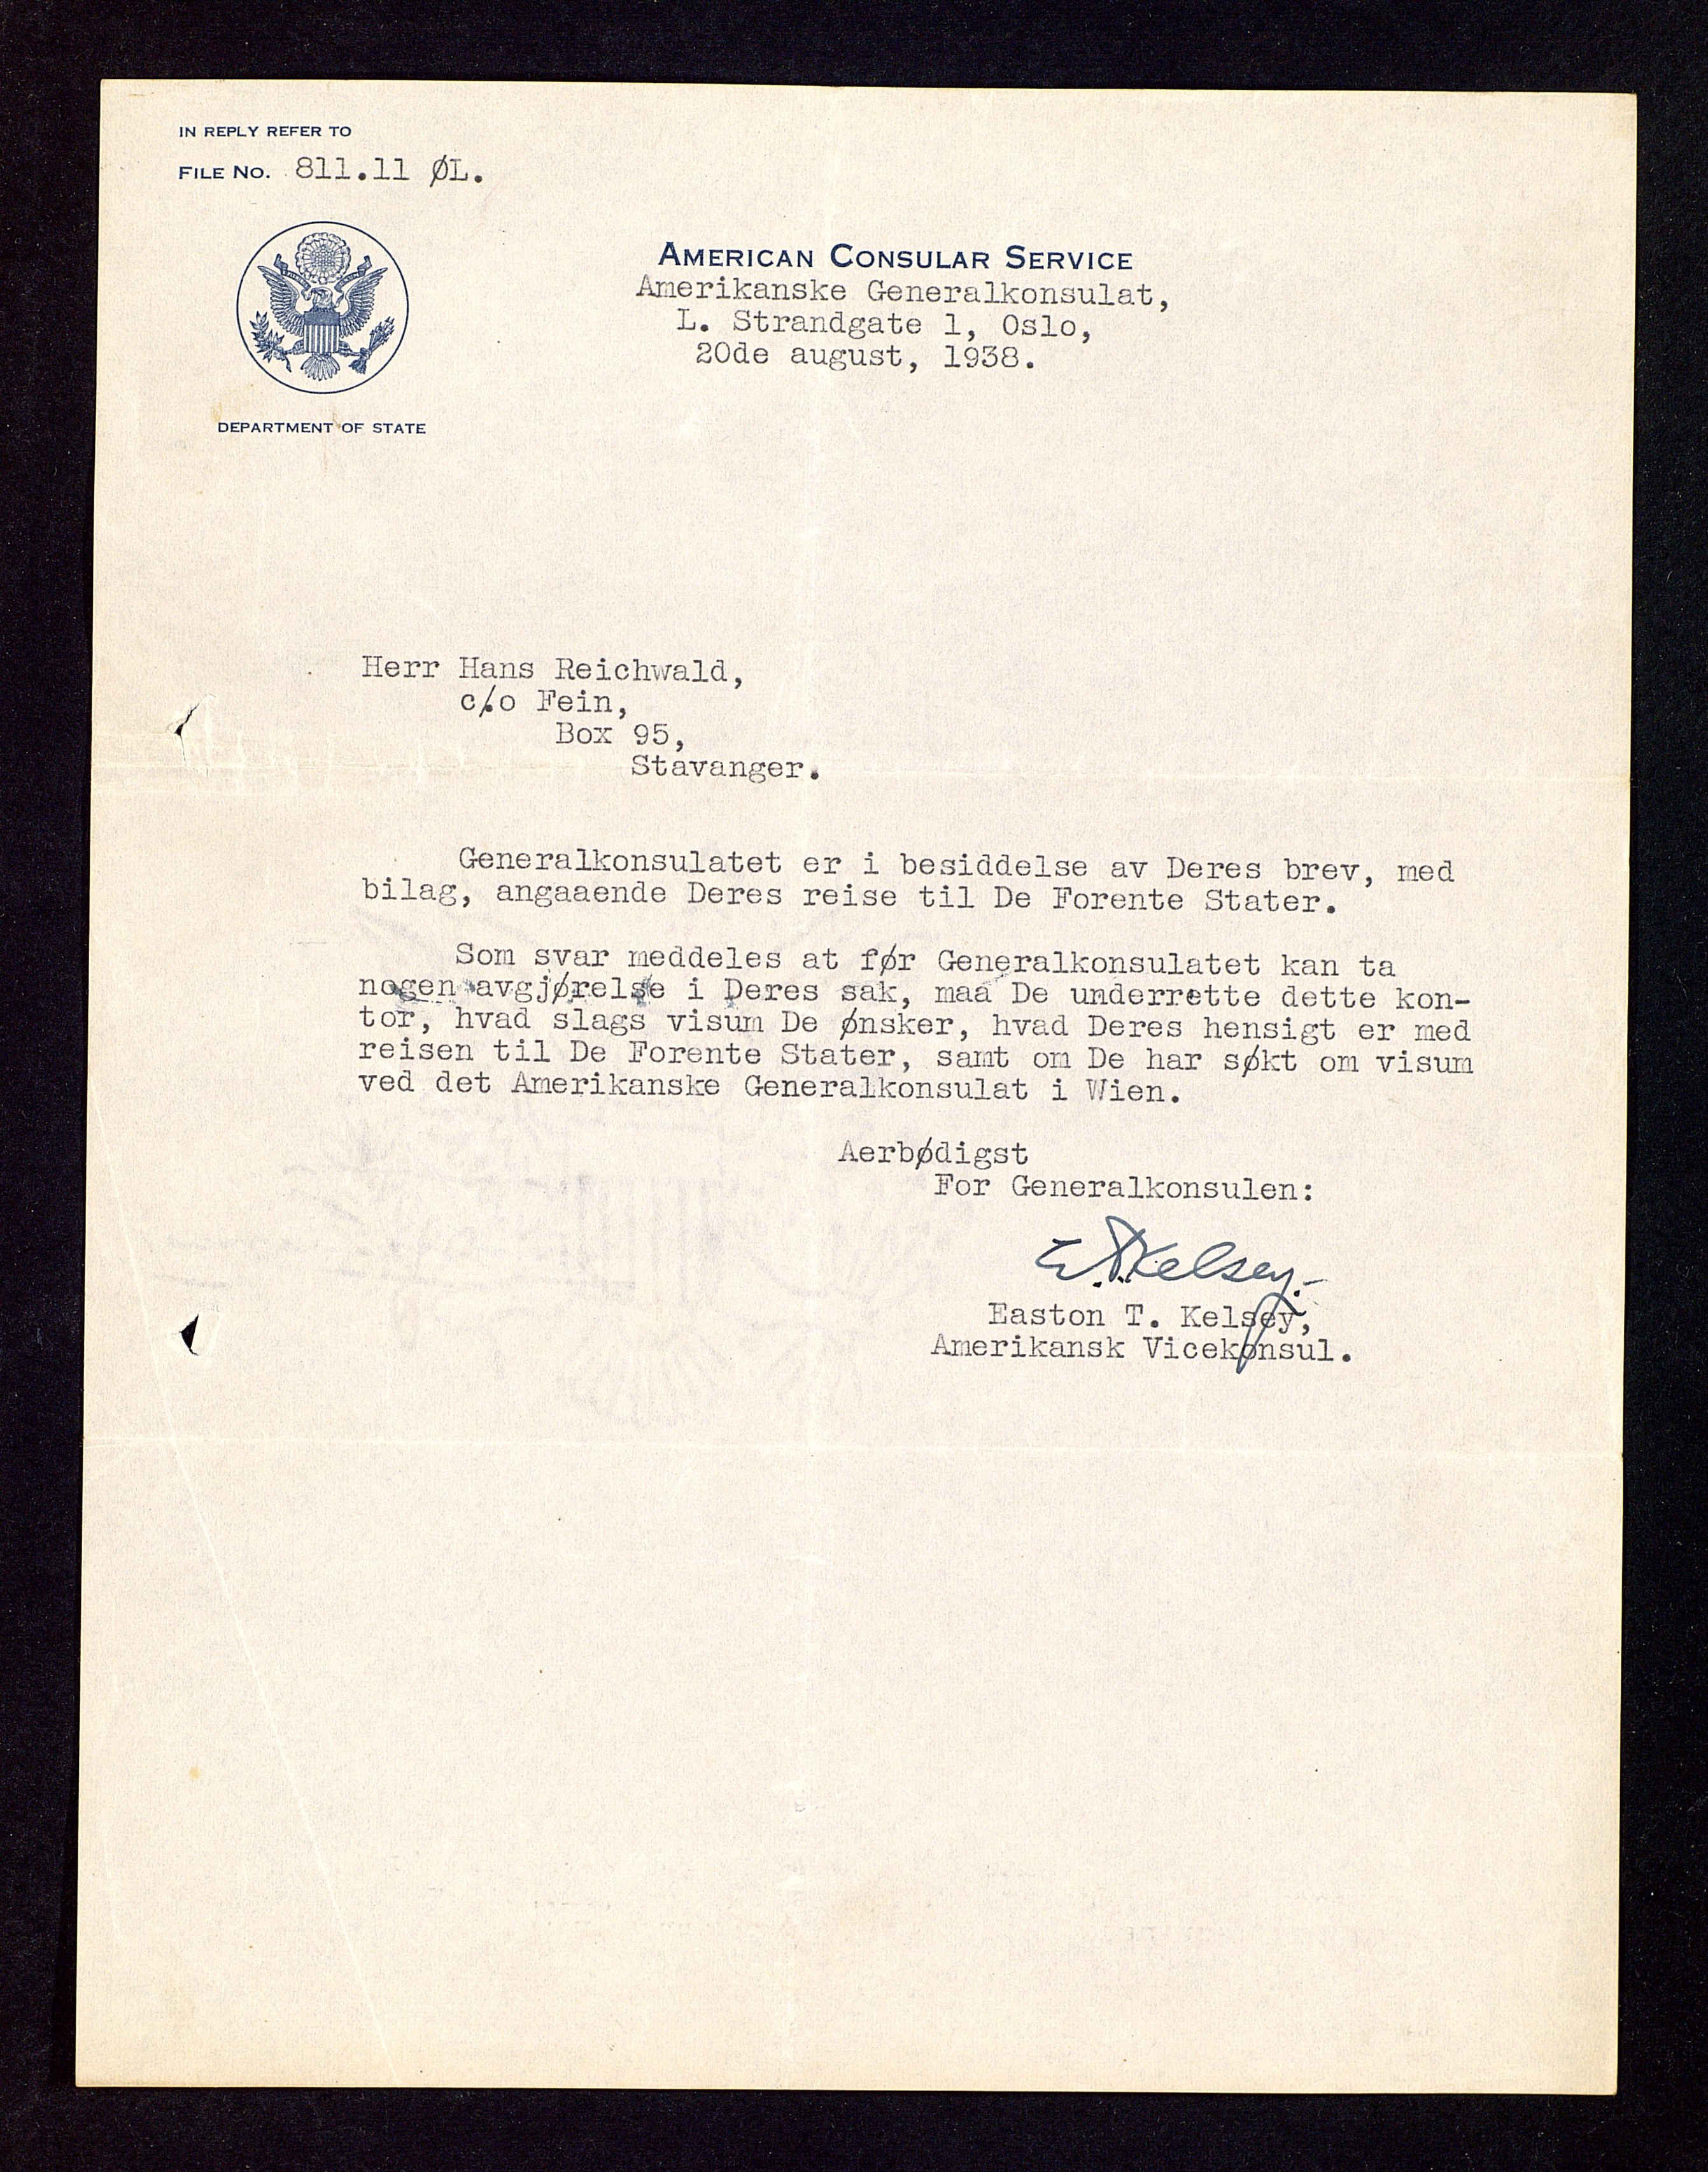 IN REPLY REFER TO
FILE NO. 811.11 ØL.
DEPARTMENT OF STATE
AMERICAN CONSULAR SERVICE
Amerikanske Generalkonsulat,
L. Strandgate 1, Oslo,
20de august, 1938.
Herr Hans Reichwald,
c/o Fein,
Box 95,
Stavanger.
Generalkonsulatet er i besiddelse av Deres brev, med
bilag, angaaende Deres reise til De Forente Stater.
Som svar meddeles at før Generalkonsulatet kan ta
nogen avgjørelse i Deres sak, maa De underrette dette kon-
tor, hvad slags visum De ønsker, hvad Deres hensigt er med
reisen til De Forente Stater, samt om De har søkt om visum
ved det Amerikanske Generalkonsulat i Wien.
Aerbødigst
For Generalkonsulen:
E.T.Kelsey.-
Easton T. Kelsey,
Amerikansk Vicekonsul.